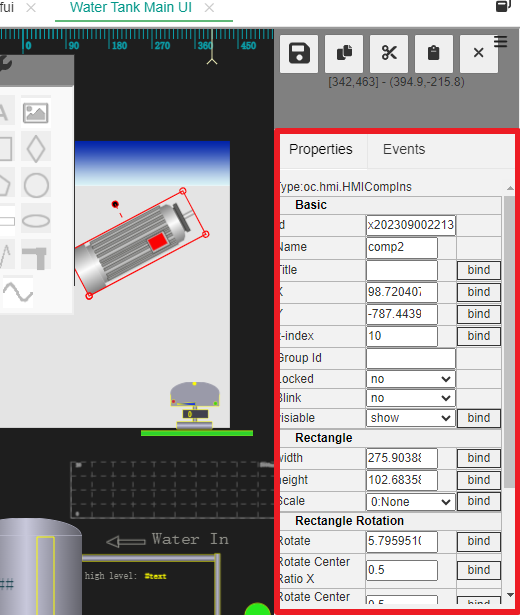 ful
Water Tank Main UI
0 90 180 270 360 450
[342,463] - (394.9,-215.8)
Properties Events
Type:oc.hmi.HMICompIns
Basic
Id x202309002213
Name comp2
Title bind
X 98.720407 bind
Y -787.4439 bind
z-index 10 bind
Group Id
Locked no
Blink no
visiable show bind
Rectangle
width 275.90388 bind
height 102.68358 bind
Scale 0:None bind
Rectangle Rotation
Rotate 5.7959510 bind
Rotate Center Ratio X 0.5 bind
Rotate Center 0.5 bind
A
0
Water In
high level: #text
##